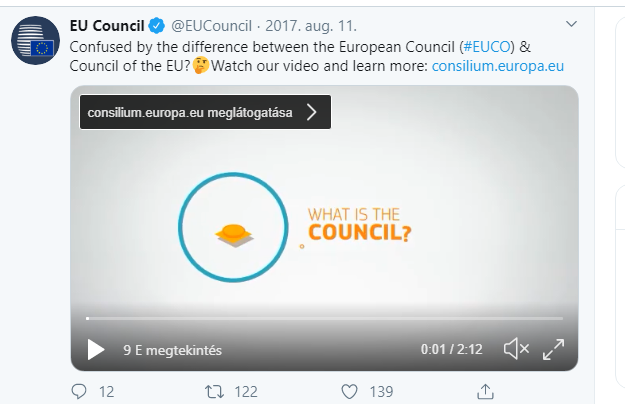 EU Council @EUCouncil · 2017. aug. 11.
Confused by the difference between the European Council (#EUCO) &
Council of the EU?🤔Watch our video and learn more: consilium.europa.eu
consilium.europa.eu meglátogatása
WHAT IS THE
COUNCIL?
9 E megtekintés
0:01 / 2:12
12 122 139